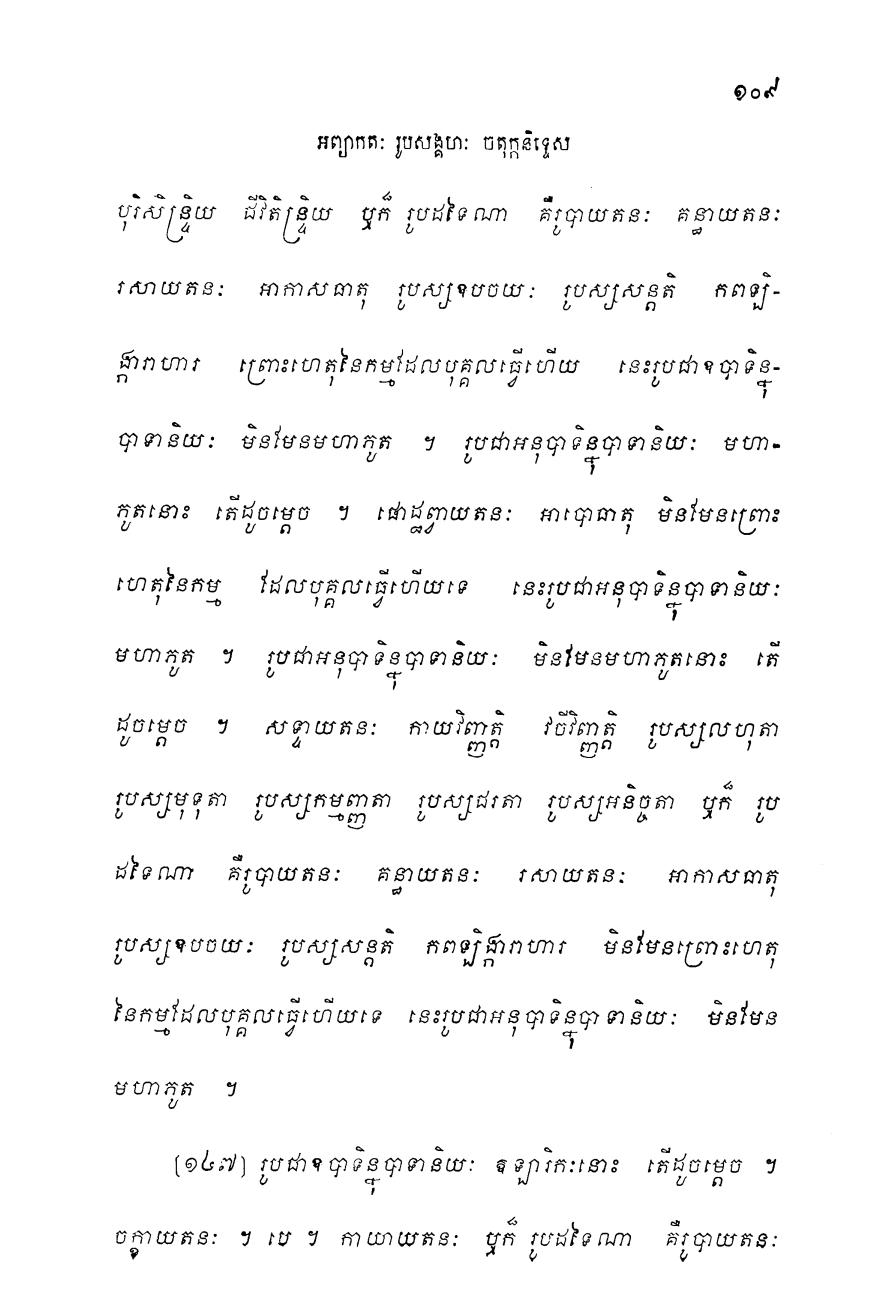 ១០៩
អព្យាកតៈ រូបសង្គហៈ ចតុក្កនិទ្ទេស
បុរិសិន្ទ្រិយ ជីវិតិន្ទ្រិយ ឬក៏ រូបដទៃណា គឺរូបាយតនៈ គន្ធាយតនៈ
រសាយតនៈ អាកាសធាតុ រូបស្សឧបចយៈ រូបស្សសន្តតិ កពឡិ-
ង្ការាហារ ព្រោះហេតុនៃកម្មដែលបុគ្គលធ្វើហើយ នេះរូបជាឧបាទិន្នុ-
បាទានិយៈ មិនមែនមហាភូត ។ រូបជាអនុបាទិន្នុបាទានិយៈ មហា-
ភូតនោះ តើដូចម្តេច ។ ផោដ្ឋព្វាយតនៈ អាបោធាតុ មិនមែនព្រោះ
ហេតុនៃកម្ម ដែលបុគ្គលធ្វើហើយទេ នេះរូបជាអនុបាទិន្នុបាទានិយៈ
មហាភូត ។ រូបជាអនុបាទិន្នុបាទានិយៈ មិនមែនមហាភូតនោះ តើ
ដូចម្តេច ។ សទ្ទាយតនៈ កាយវិញ្ញត្តិ វចីវិញ្ញត្តិ រូបស្សលហុតា
រូបស្សមុទុតា រូបស្សកម្មញ្ញតា រូបស្សជរតា រូបស្សអនិច្ចតា ឬក៏ រូប
ដទៃណា គឺរូបាយតនៈ គន្ធាយតនៈ រសាយតនៈ អាកាសធាតុ
រូបស្សឧបចយៈ រូបស្សសន្តតិ កពឡិង្ការាហារ មិនមែនព្រោះហេតុ
នៃកម្មដែលបុគ្គលធ្វើហើយទេ នេះរូបជាអនុបាទិន្នុបាទានិយៈ មិនមែន
មហាភូត ។
(១៤៧) រូបជាឧបាទិន្នុបាទានិយៈ ឧឡារិកៈនោះ តើដូចម្តេច ។
ចក្ខាយតនៈ ។ បេ ។ កាយាយតនៈ ឬក៏ រូបដទៃណា គឺរូបាយតនៈ